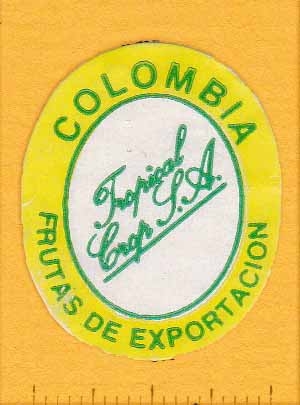 COLOMBIA
Tropical
Crop S.A.
FRUTAS DE EXPORTACION